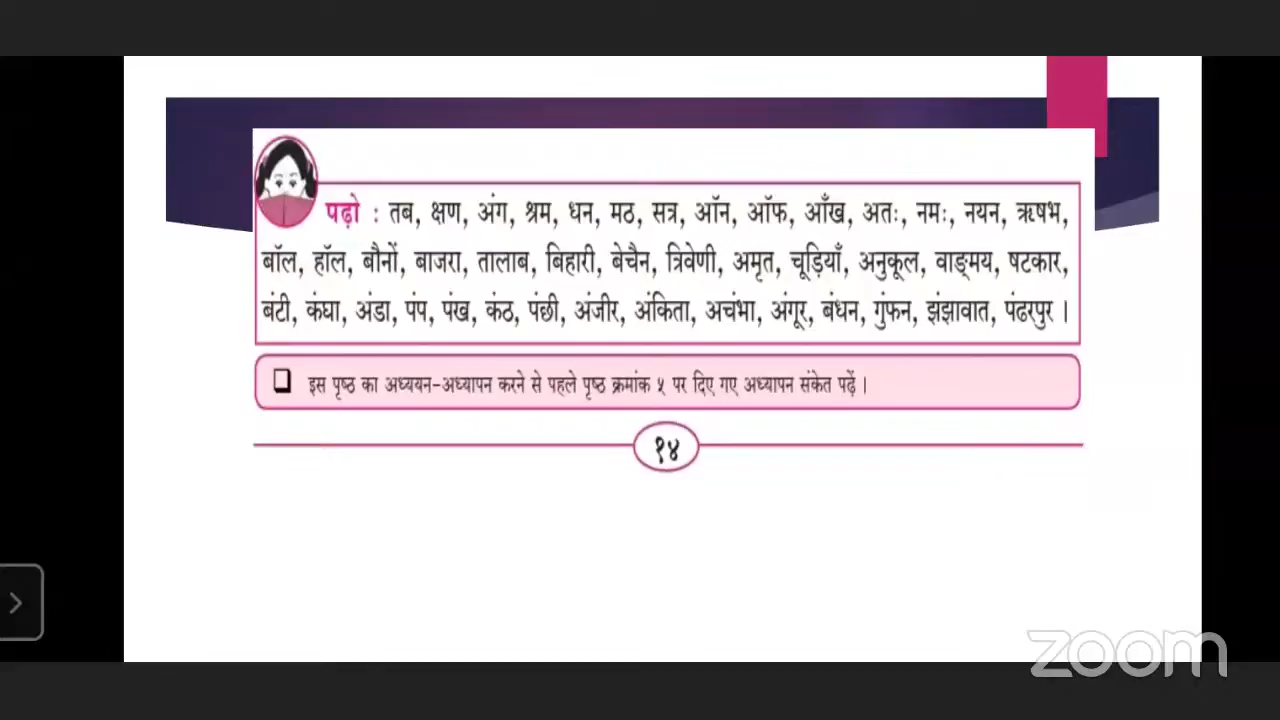 पढ़ो : तब, क्षण, अंग, श्रम, धन, मठ, सत्र, ऑन, ऑफ, आँख, अतः, नमः, नयन, ऋषभ,
बॉल, हॉल, बौनों, बाजरा, तालाब, बिहारी, बेचैन, त्रिवेणी, अमृत, चूड़ियाँ, अनुकूल, वाङ्मय, षटकार,
बंटी, कंघा, अंडा, पंप, पंख, कंठ, पंछी, अंजीर, अंकिता, अचंभा, अंगूर, बंधन, गुंफन, झंझावात, पंढरपुर ।
इस पृष्ठ का अध्ययन-अध्यापन करने से पहले पृष्ठ क्रमांक ५ पर दिए गए अध्यापन संकेत पढ़ें ।
१४
zoom